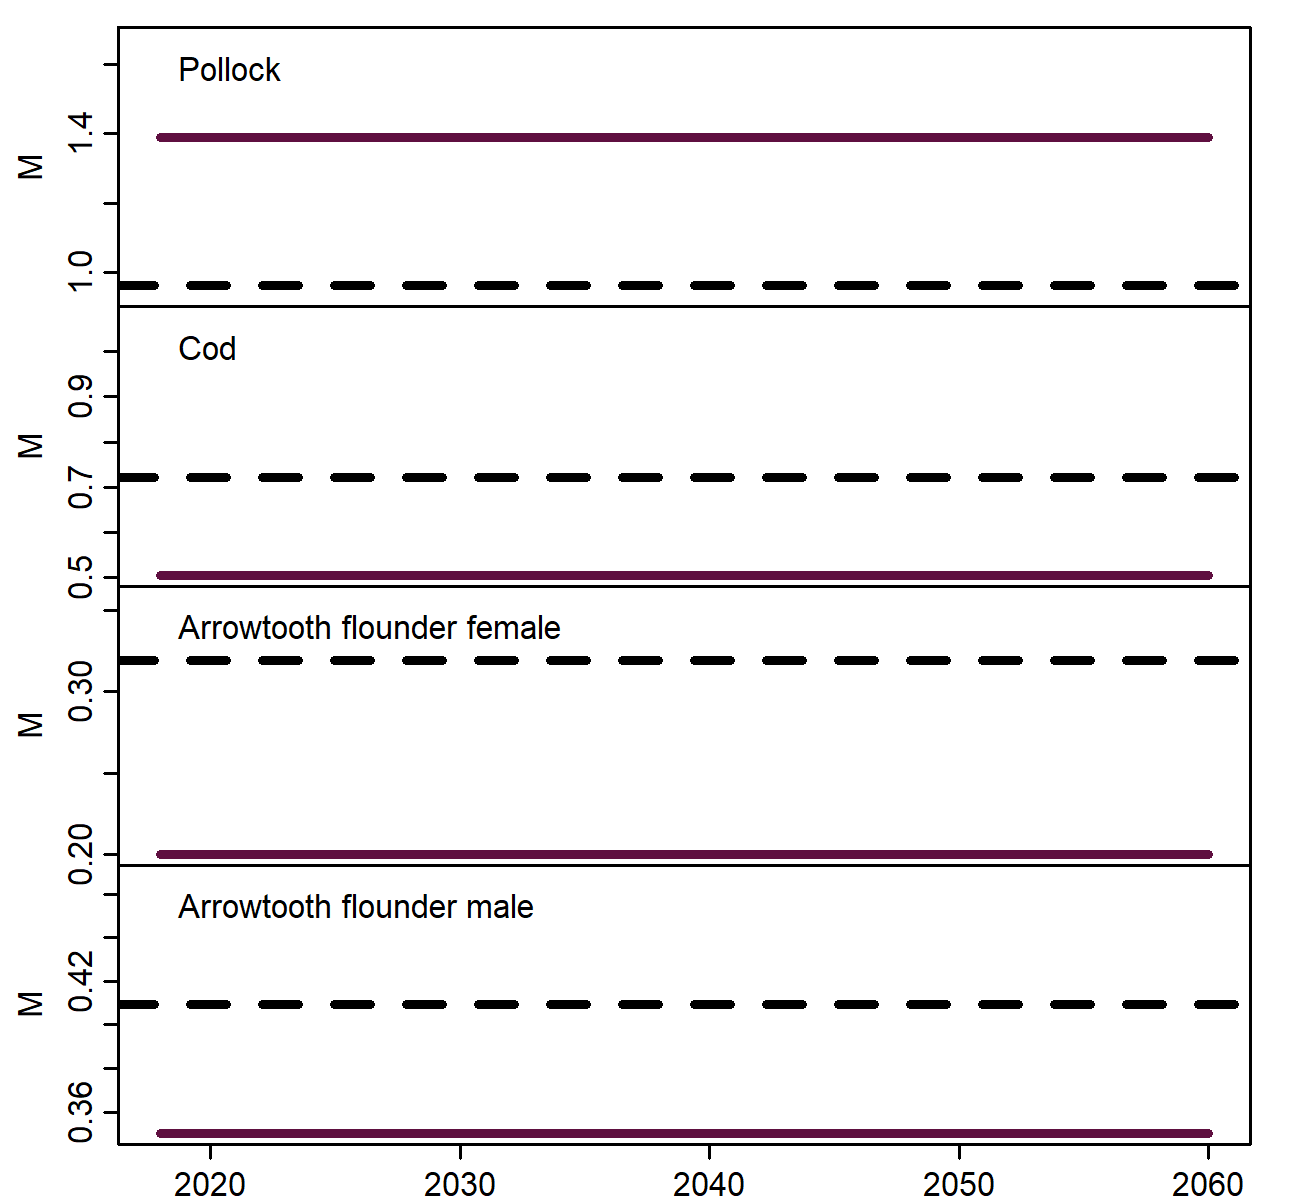 Pollock
M
1.4
1.0
Cod
M
0.9
0.7
0.5
Arrowtooth flounder female
M
0.30
0.20
Arrowtooth flounder male
M
0.42
0.36
2020 2030 2040 2050 2060